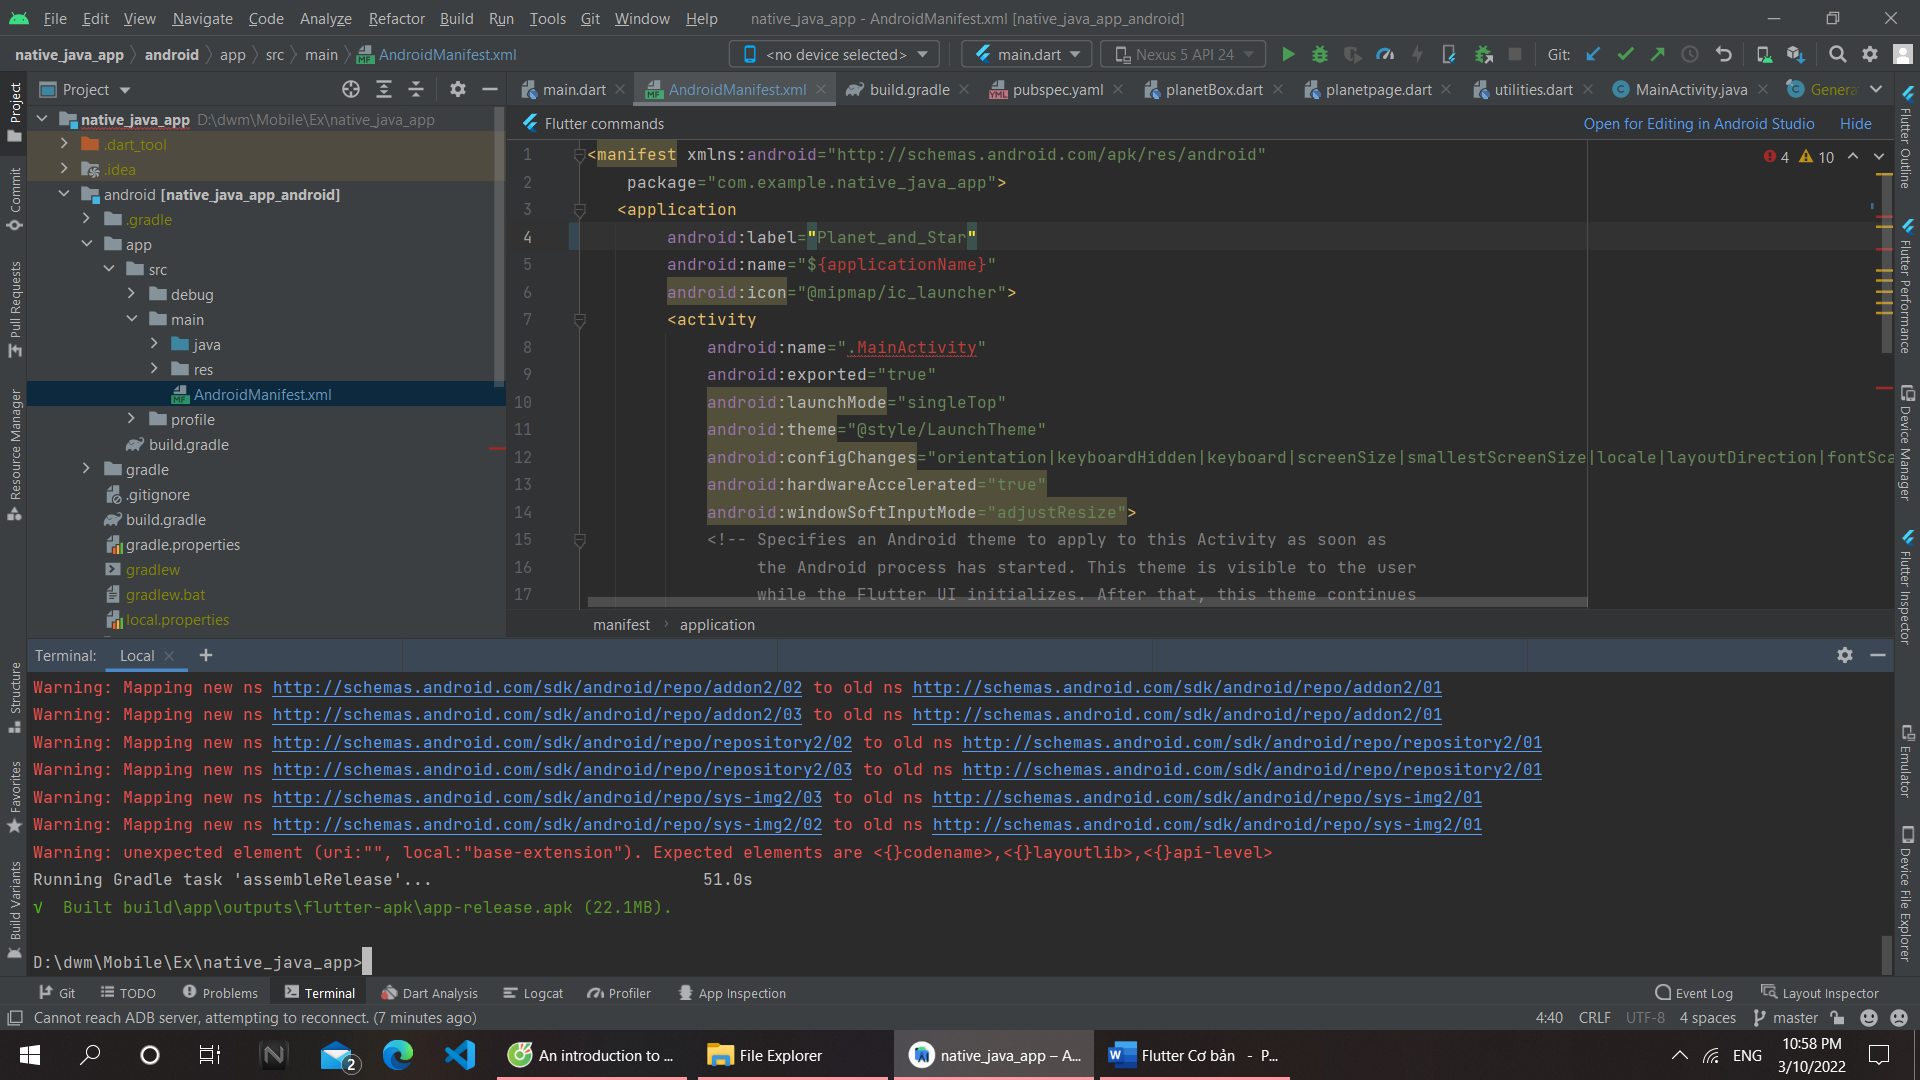 File Edit View Navigate Code Analyze Refactor Build Run Tools Git Window Help native_java_app - AndroidManifest.xml [native_java_app_android]
native_java_app android app src main AndroidManifest.xml <no device selected> main.dart Nexus 5 API 24 Git:
Project
main.dart AndroidManifest.xml build.gradle pubspec.yaml planetBox.dart planetpage.dart utilities.dart MainActivity.java Genera
native_java_app D:\dwm\Mobile\Ex\native_java_app
.dart_tool
.idea
android [native_java_app_android]
.gradle
app
src
debug
main
java
res
AndroidManifest.xml
profile
build.gradle
gradle
.gitignore
build.gradle
gradle.properties
gradlew
gradlew.bat
local.properties
Flutter commands Open for Editing in Android Studio Hide
4 10
1 <manifest xmlns:android="http://schemas.android.com/apk/res/android"
2 package="com.example.native_java_app">
3 <application
4 android:label="Planet_and_Star"
5 android:name="${applicationName}"
6 android:icon="@mipmap/ic_launcher">
7 <activity
8 android:name=".MainActivity"
9 android:exported="true"
10 android:launchMode="singleTop"
11 android:theme="@style/LaunchTheme"
12 android:configChanges="orientation|keyboardHidden|keyboard|screenSize|smallestScreenSize|locale|layoutDirection|fontSca
13 android:hardwareAccelerated="true"
14 android:windowSoftInputMode="adjustResize">
15 <!-- Specifies an Android theme to apply to this Activity as soon as
16 the Android process has started. This theme is visible to the user
17 while the Flutter UI initializes. After that, this theme continues
manifest application
Project
Commit
Pull Requests
Resource Manager
Structure
Favorites
Build Variants
Flutter Outline
Flutter Performance
Device Manager
Flutter Inspector
Emulator
Device File Explorer
Terminal: Local
Warning: Mapping new ns http://schemas.android.com/sdk/android/repo/addon2/02 to old ns http://schemas.android.com/sdk/android/repo/addon2/01
Warning: Mapping new ns http://schemas.android.com/sdk/android/repo/addon2/03 to old ns http://schemas.android.com/sdk/android/repo/addon2/01
Warning: Mapping new ns http://schemas.android.com/sdk/android/repo/repository2/02 to old ns http://schemas.android.com/sdk/android/repo/repository2/01
Warning: Mapping new ns http://schemas.android.com/sdk/android/repo/repository2/03 to old ns http://schemas.android.com/sdk/android/repo/repository2/01
Warning: Mapping new ns http://schemas.android.com/sdk/android/repo/sys-img2/03 to old ns http://schemas.android.com/sdk/android/repo/sys-img2/01
Warning: Mapping new ns http://schemas.android.com/sdk/android/repo/sys-img2/02 to old ns http://schemas.android.com/sdk/android/repo/sys-img2/01
Warning: unexpected element (uri:"", local:"base-extension"). Expected elements are <{}codename>,<{}layoutlib>,<{}api-level>
Running Gradle task 'assembleRelease'... 51.0s
√ Built build\app\outputs\flutter-apk\app-release.apk (22.1MB).
D:\dwm\Mobile\Ex\native_java_app>
Git TODO Problems Terminal Dart Analysis Logcat Profiler App Inspection Event Log Layout Inspector
Cannot reach ADB server, attempting to reconnect. (7 minutes ago) 4:40 CRLF UTF-8 4 spaces master
2 An introduction to ... File Explorer native_java_app – A... Flutter Cơ bản - P... ENG 10:58 PM
3/10/2022